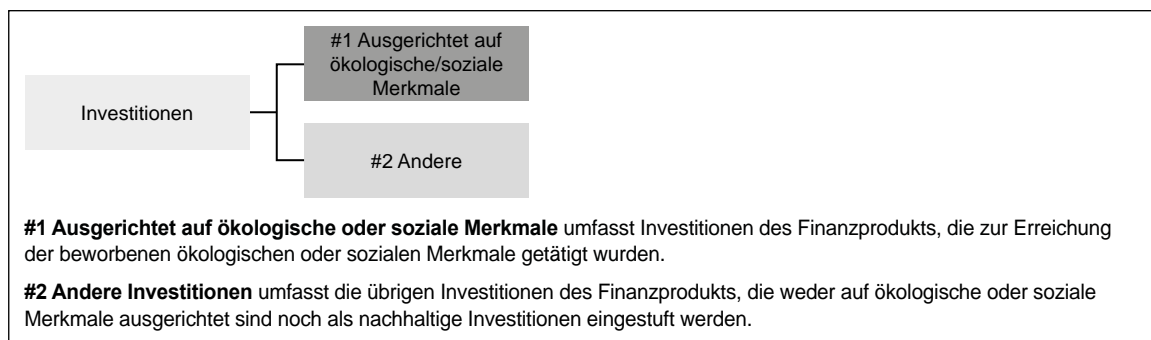 #1 Ausgerichtet auf
ökologische/soziale
Merkmale
Investitionen
#2 Andere
#1 Ausgerichtet auf ökologische oder soziale Merkmale umfasst Investitionen des Finanzprodukts, die zur Erreichung
der beworbenen ökologischen oder sozialen Merkmale getätigt wurden.
#2 Andere Investitionen umfasst die übrigen Investitionen des Finanzprodukts, die weder auf ökologische oder soziale
Merkmale ausgerichtet sind noch als nachhaltige Investitionen eingestuft werden.